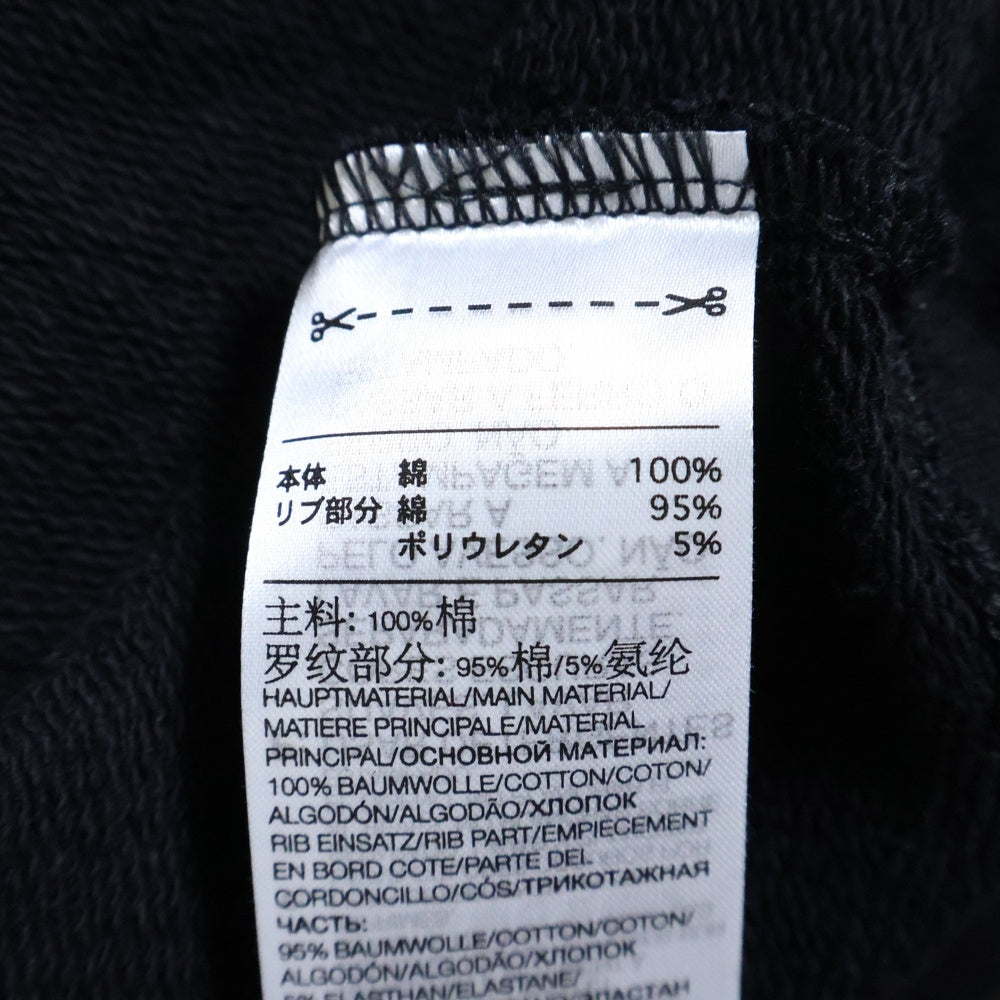 本体 綿 100%
リブ部分 綿 95%
ポリウレタン 5%
主料: 100%棉
罗纹部分: 95%棉/5%氨纶
HAUPTMATERIAL/MAIN MATERIAL/
MATIERE PRINCIPALE/MATERIAL
PRINCIPAL/ОСНОВНОЙ МАТЕРИАЛ:
100% BAUMWOLLE/COTTON/COTON/
ALGODÓN/ALGODÃO/ХЛОПОК
RIB EINSATZ/RIB PART/EMPIECEMENT
EN BORD COTE/PARTE DEL
CORDONCILLO/CÓS/ТРИКОТАЖНАЯ
ЧАСТЬ:
95% BAUMWOLLE/COTTON/COTON/
ALGODÓN/ALGODÃO/ХЛОПОК
5% ELASTHAN/ELASTANE/